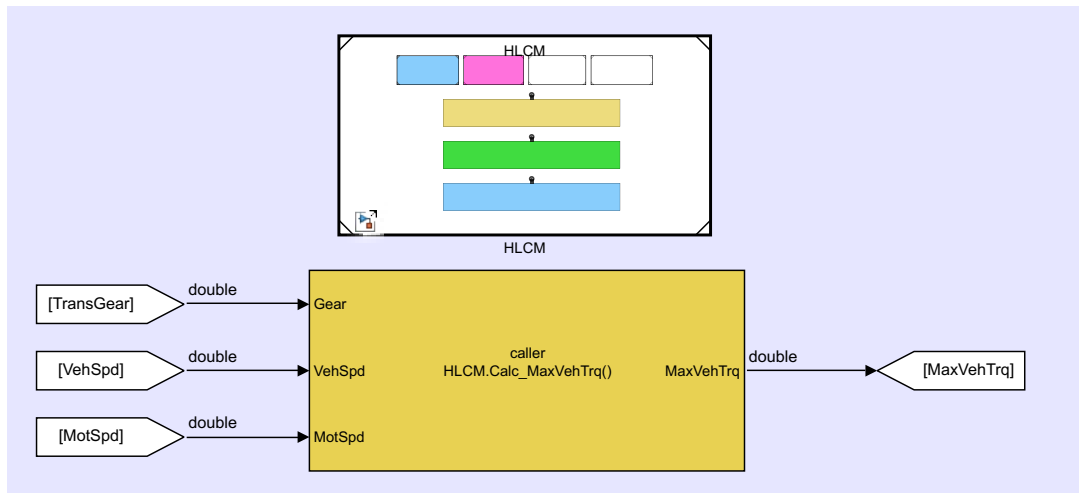 HLCM
HLCM
[TransGear]
double
Gear
[VehSpd]
double
VehSpd
caller
HLCM.Calc_MaxVehTrq()
MaxVehTrq
double
[MaxVehTrq]
[MotSpd]
double
MotSpd